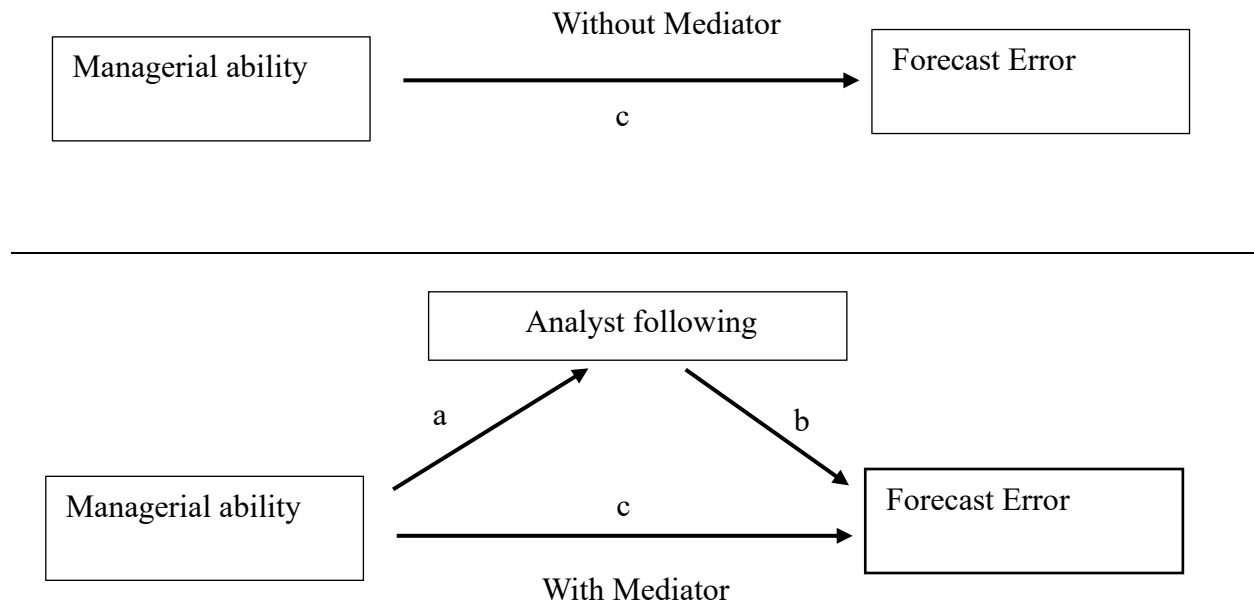 Without Mediator
Managerial ability
Forecast Error
c
Analyst following
a
b
Managerial ability
c
Forecast Error
With Mediator